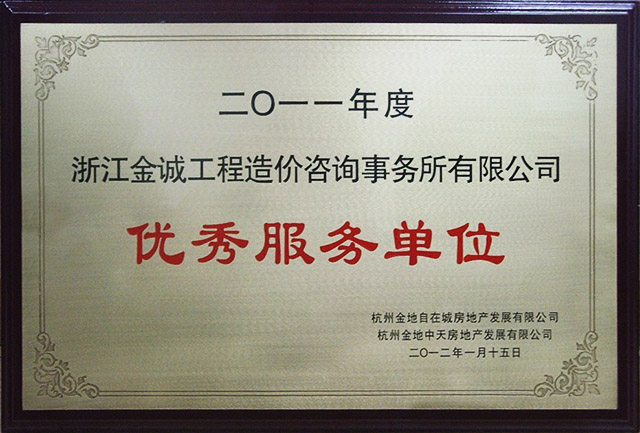 二〇一一年度
浙江金诚工程造价咨询事务所有限公司
优秀服务单位
杭州金地自在城房地产发展有限公司
杭州金地中天房地产发展有限公司
二〇一二年一月十五日